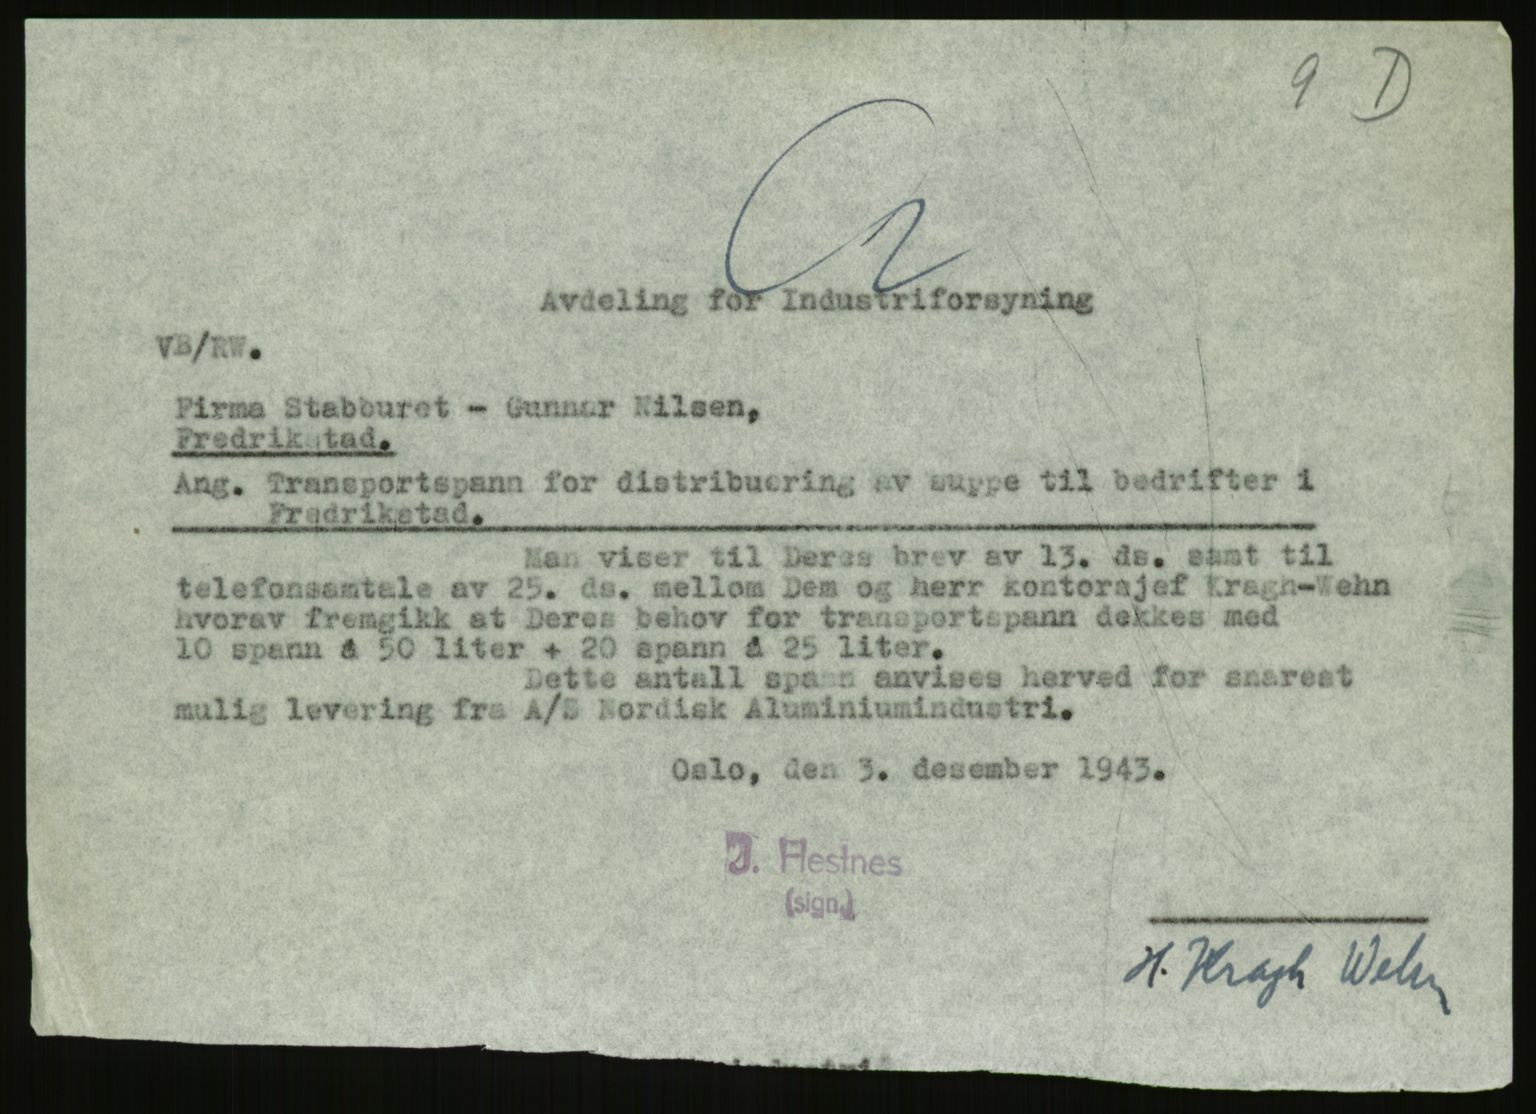 9 D
Avdeling for Industriforsyning
VB/RW.
Firma Stabburet - Gunnar Nilsen,
Fredrikstad.
Ang. Transportspann for distribuering av suppe til bedrifter i
Fredrikstad.
Man viser til Deres brev av 13. ds. samt til
telefonsamtale av 25. ds. mellom Dem og herr kontorsjef Kragh-Wehn
hvorav fremgikk at Deres behov for transportspann dekkes med
10 spann á 50 liter + 20 spann á 25 liter.
Dette antall spann anvises herved for snarest
mulig levering fra A/S Nordisk Aluminiumindustri.
Oslo, den 3. desember 1943.
J. Hestnes
(sign.)
H. Kragh Wehn